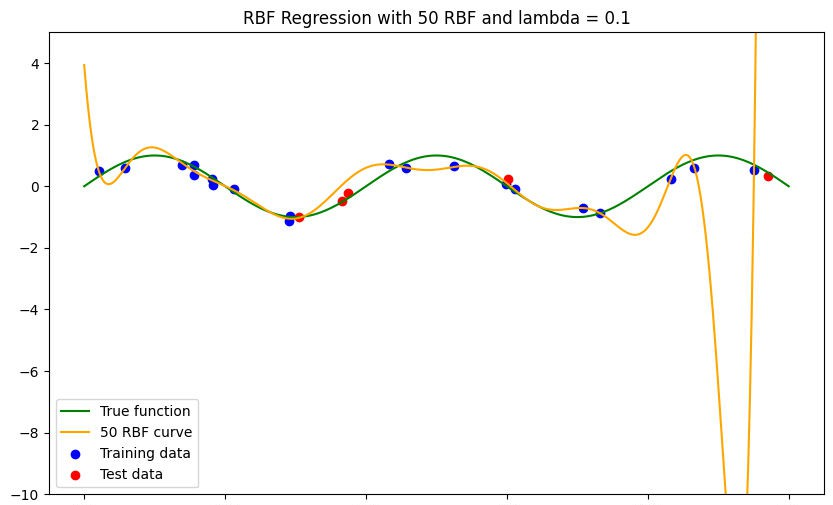 RBF Regression with 50 RBF and lambda = 0.1
4
2
0
−2
−4
−6
−8
−10
True function
50 RBF curve
Training data
Test data